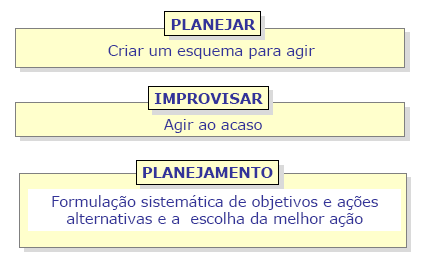 PLANEJAR
Criar um esquema para agir
IMPROVISAR
Agir ao acaso
PLANEJAMENTO
Formulação sistemática de objetivos e ações
alternativas e a escolha da melhor ação